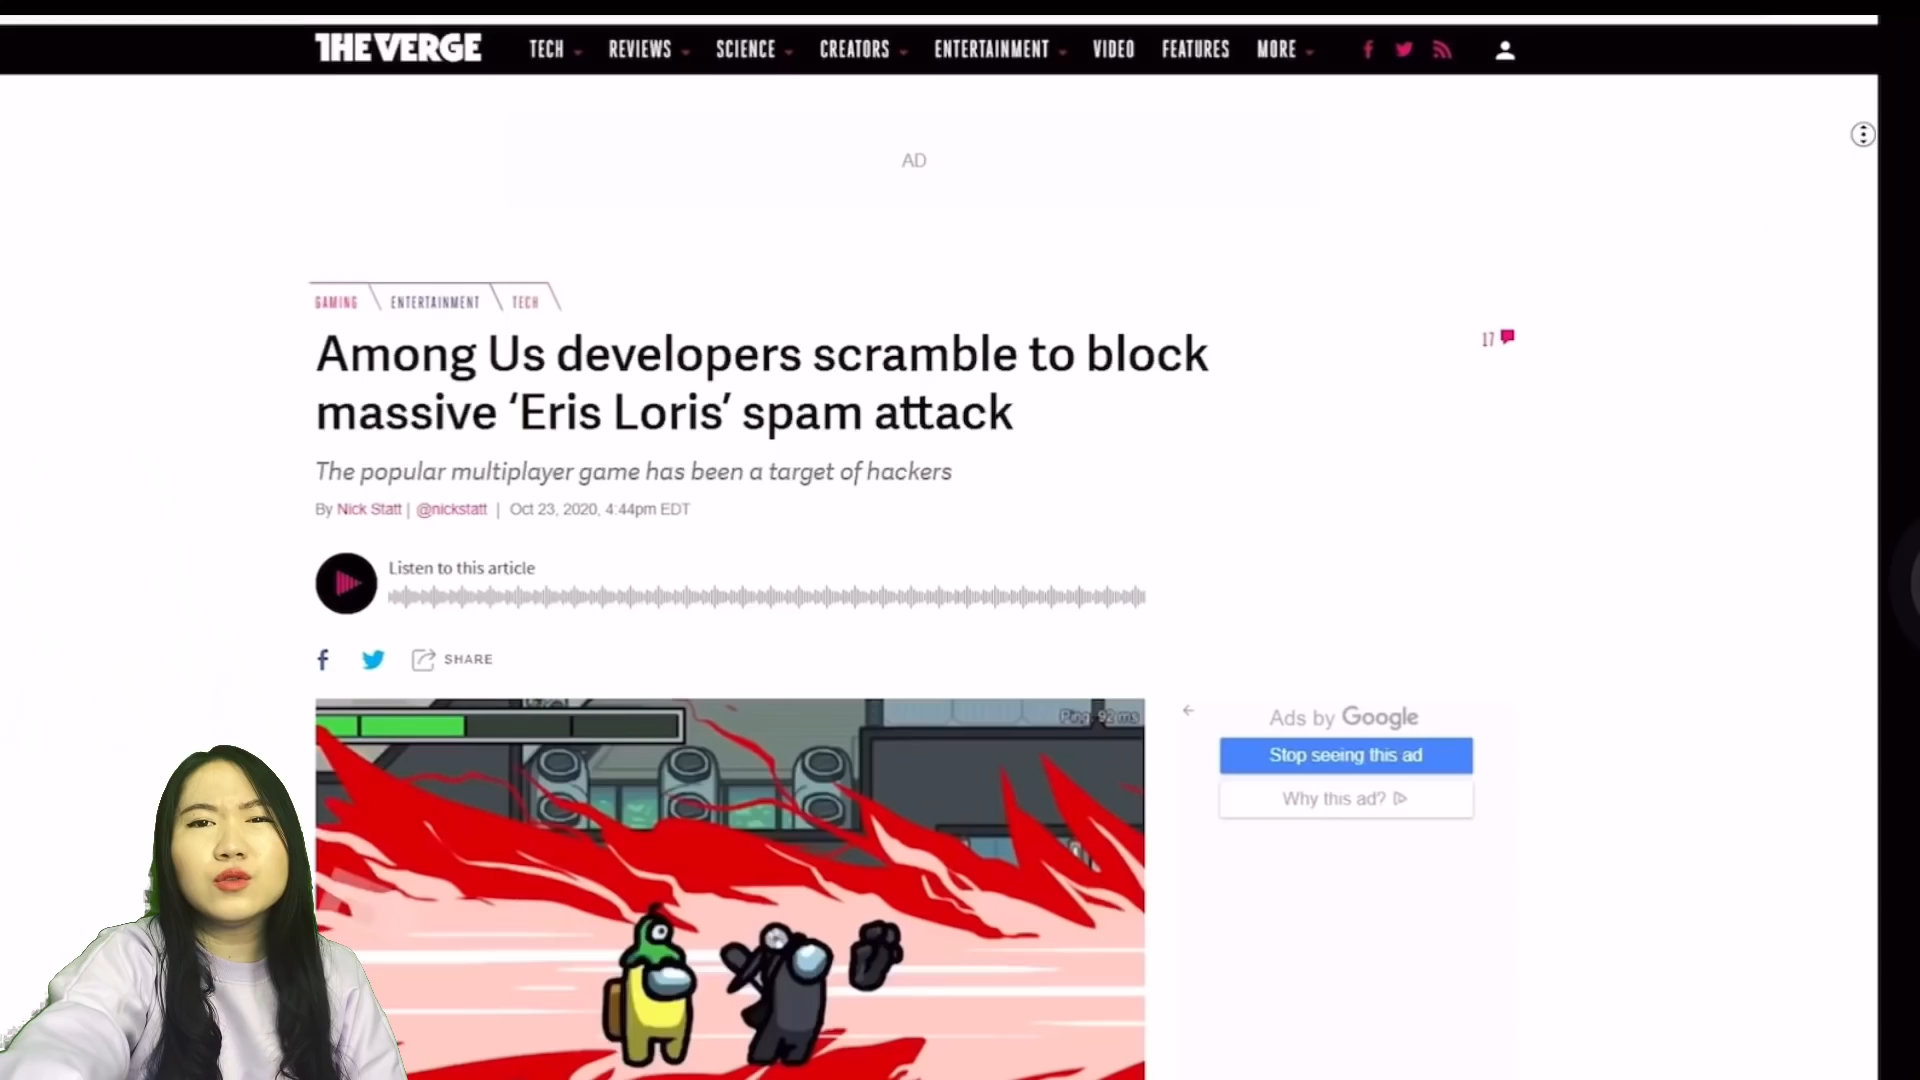 THE VERGE TECH REVIEWS SCIENCE CREATORS ENTERTAINMENT VIDEO FEATURES MORE
AD
GAMING ENTERTAINMENT TECH
Among Us developers scramble to block
massive ‘Eris Loris’ spam attack
17
The popular multiplayer game has been a target of hackers
By Nick Statt | @nickstatt | Oct 23, 2020, 4:44pm EDT
Listen to this article
SHARE
Ping: 92 ms
Ads by Google
Stop seeing this ad
Why this ad?